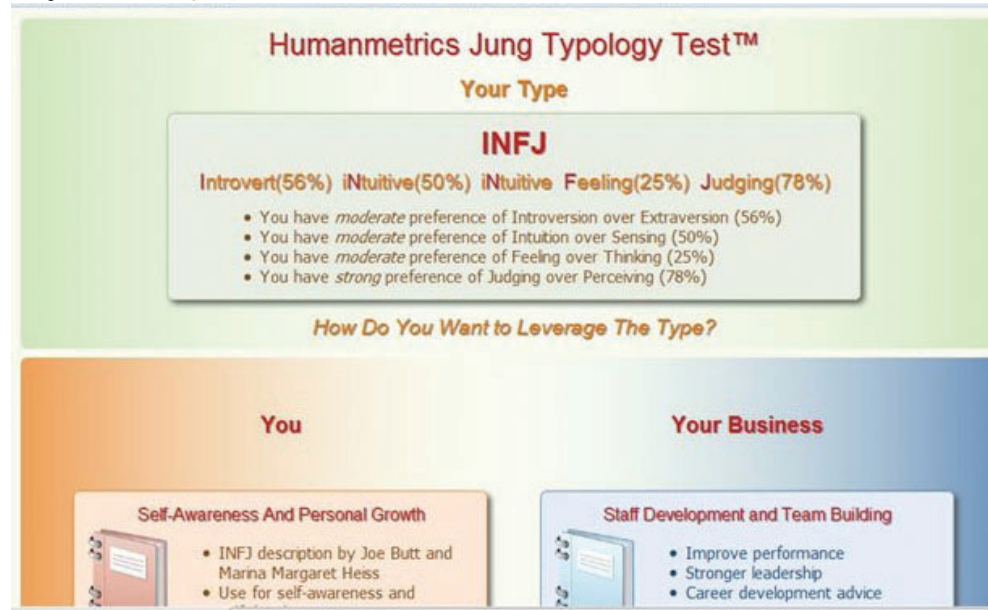 Humanmetrics Jung Typology Test™
Your Type
INFJ
Introvert(56%) iNtuitive(50%) iNtuitive Feeling(25%) Judging(78%)
• You have moderate preference of Introversion over Extraversion (56%)
• You have moderate preference of Intuition over Sensing (50%)
• You have moderate preference of Feeling over Thinking (25%)
• You have strong preference of Judging over Perceiving (78%)
How Do You Want to Leverage The Type?
You
Your Business
Self-Awareness And Personal Growth
• INFJ description by Joe Butt and
Marina Margaret Heiss
• Use for self-awareness and
Staff Development and Team Building
• Improve performance
• Stronger leadership
• Career development advice